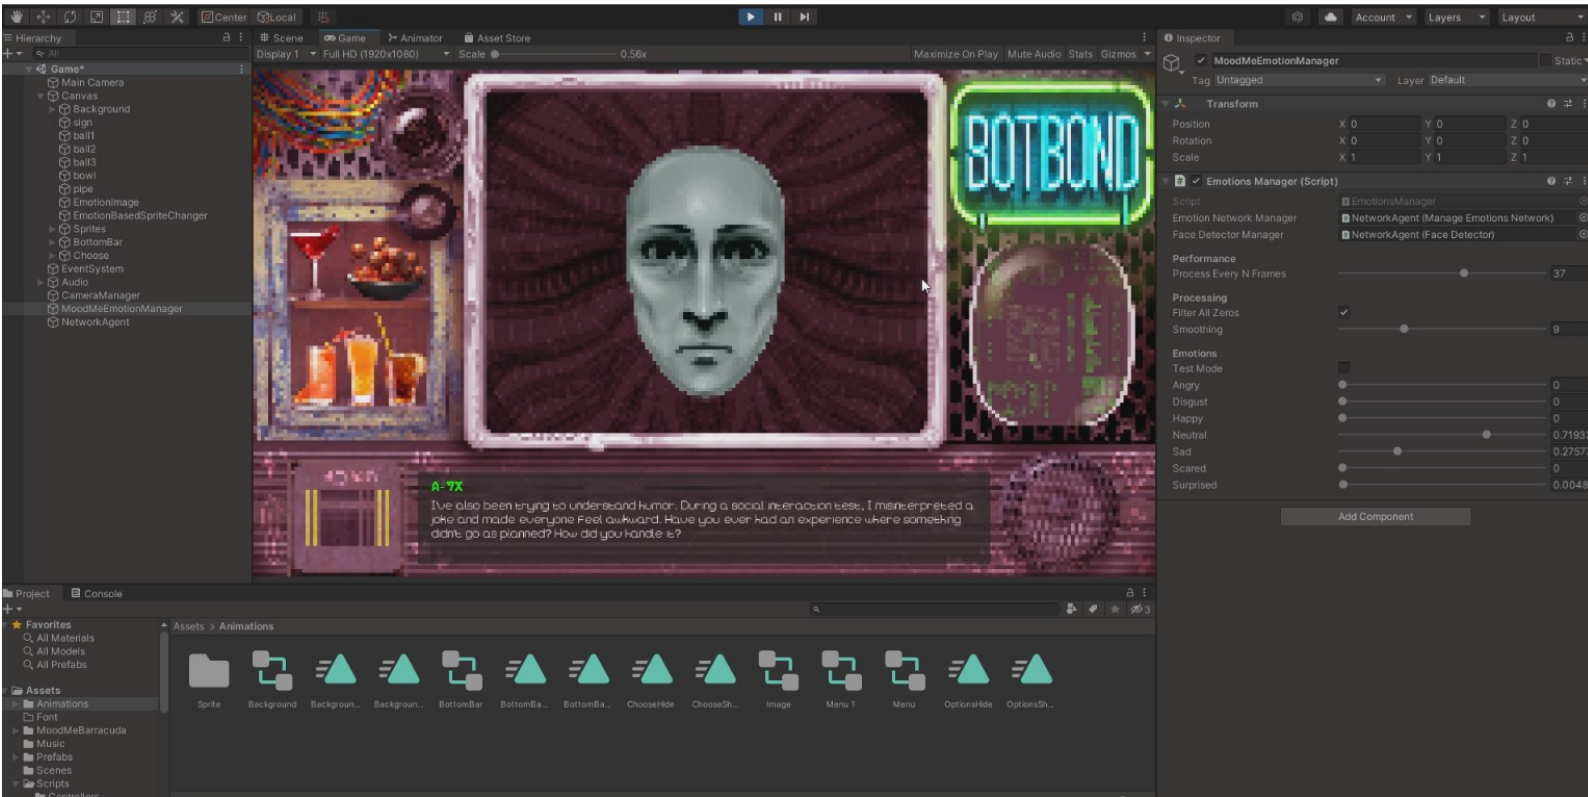 Center Local
Account Layers Layout
Hierarchy
All
Game*
Main Camera
Canvas
Background
sign
ball1
ball2
ball3
bowl
pipe
EmotionImage
EmotionBasedSpriteChanger
Sprites
BottomBar
Choose
EventSystem
Audio
CameraManager
MoodMeEmotionManager
NetworkAgent
Scene Game Animator Asset Store
Display 1 Full HD (1920x1080) Scale 0.56x Maximize On Play Mute Audio Stats Gizmos
BOTBOND
A-7X
I've also been trying to understand humor. During a social interaction test, I misinterpreted a
joke and made everyone feel awkward. Have you ever had an experience where something
didn't go as planned? How did you handle it?
Inspector
MoodMeEmotionManager Static
Tag Untagged Layer Default
Transform
Position X 0 Y 0 Z 0
Rotation X 0 Y 0 Z 0
Scale X 1 Y 1 Z 1
# Emotions Manager (Script)
Script EmotionsManager
Emotion Network Manager NetworkAgent (Manage Emotions Network)
Face Detector Manager NetworkAgent (Face Detector)
Performance
Process Every N Frames 37
Processing
Filter All Zeros
Smoothing 9
Emotions
Test Mode
Angry 0
Disgust 0
Happy 0
Neutral 0.7193
Sad 0.2757
Scared 0
Surprised 0.0048
Add Component
Project Console
3
Favorites
All Materials
All Models
All Prefabs
Assets
Animations
Font
MoodMeBarracuda
Music
Prefabs
Scenes
Scripts
Controllers
Assets > Animations
Sprite Background Backgroun... Backgroun... BottomBar BottomBa... BottomBa... ChooseHide ChooseSh... Image Menu 1 Menu OptionsHide OptionsSh...